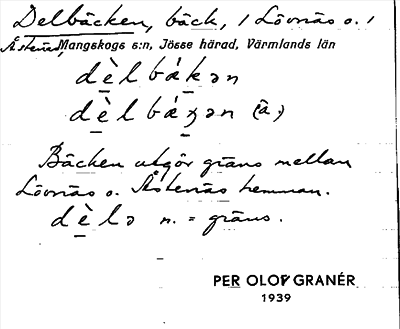 Delbäcken, bäck, / Lövnäs o. /
Åstenäs, Mangskogs s:n, Jösse härad, Värmlands län
dèlbákən
dèlbáʒən (ä,)
Bäcken utgör gräns mellan
Lövnäs o. Åstenäs hemman.
dèlə n. = gräns.
PER OLOF GRANÉR
1939